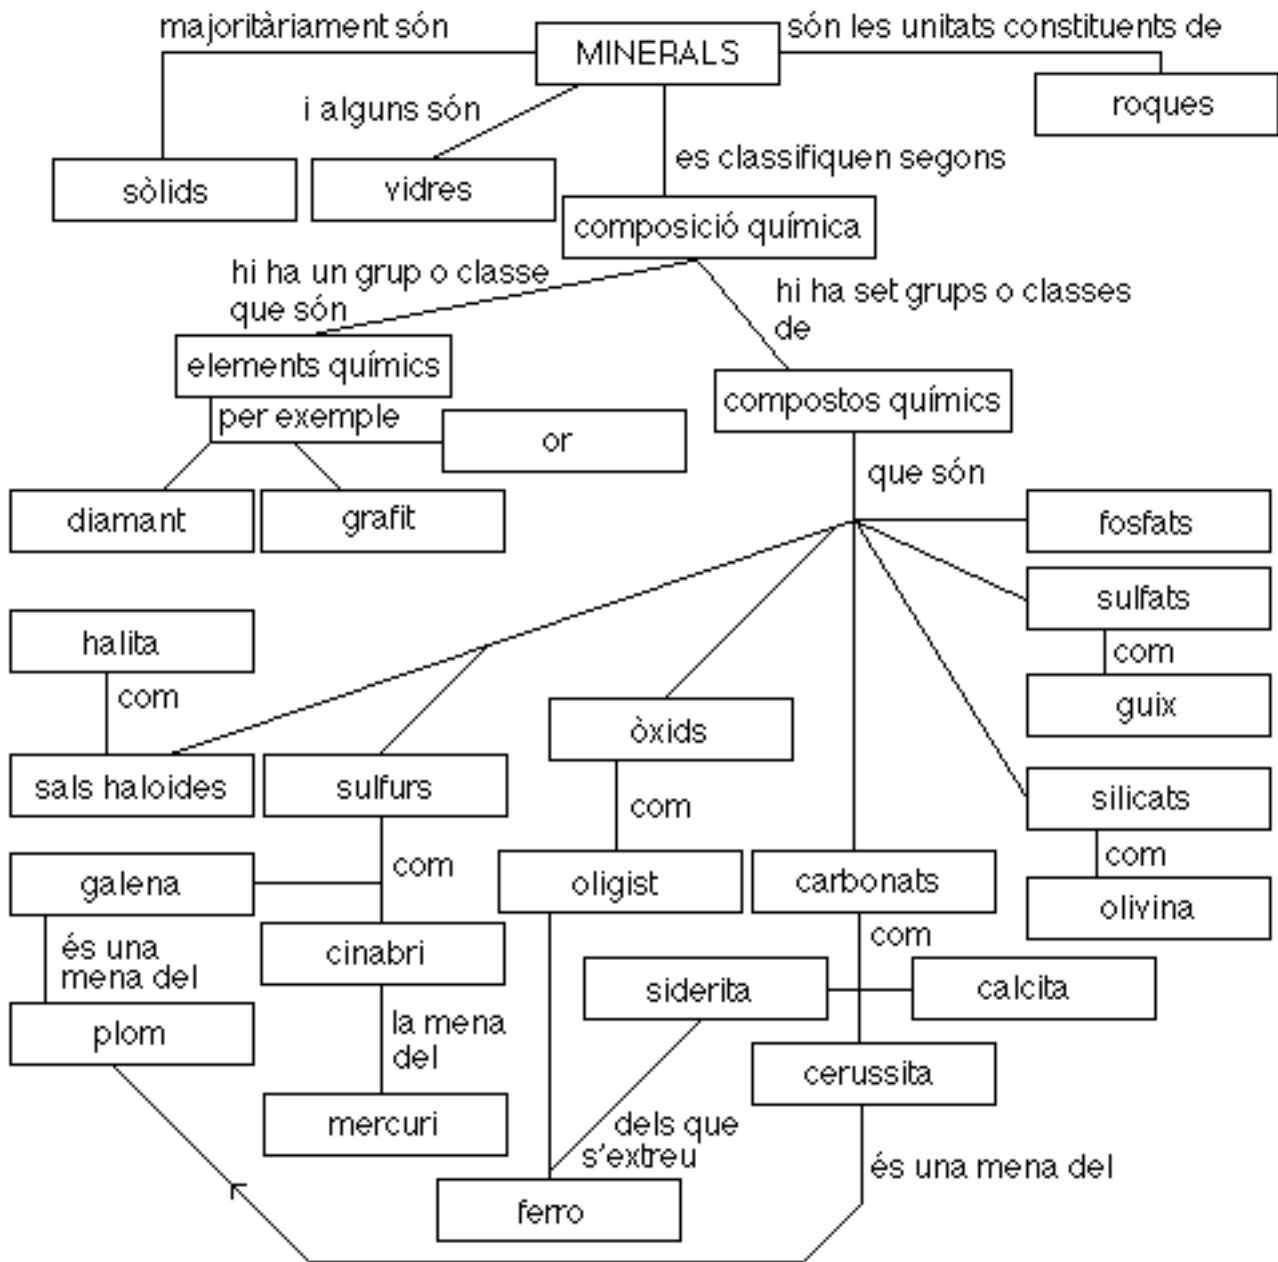 majoritàriament són
MINERALS
són les unitats constituents de
roques
i alguns són
es classifiquen segons
sòlids
vidres
composició química
hi ha un grup o classe
que són
hi ha set grups o classes
de
elements químics
compostos químics
per exemple
or
que són
diamant
grafit
fosfats
sulfats
com
guix
halita
com
òxids
sals haloides
sulfurs
silicats
com
com
com
galena
oligist
carbonats
olivina
és una
mena del
cinabri
com
siderita
calcita
plom
la mena
del
cerussita
mercuri
dels que
s'extreu
és una mena del
ferro